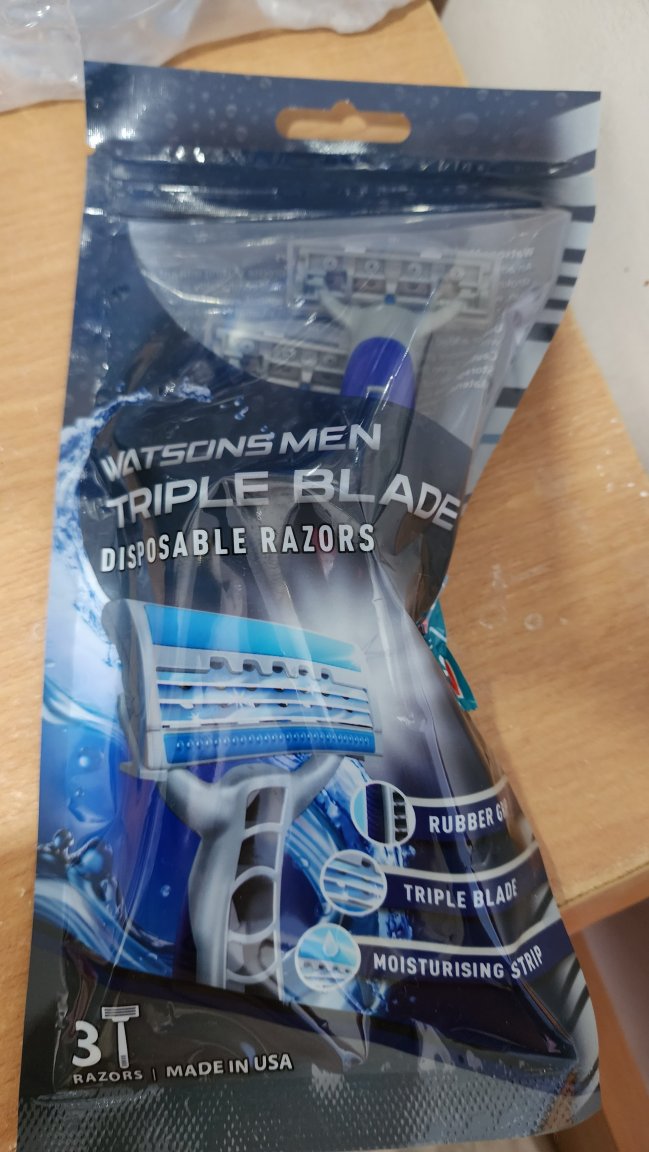 WATSONS MEN
TRIPLE BLADE
DISPOSABLE RAZORS
RUBBER
TRIPLE BLADE
MOISTURISING STRIP
3
RAZORS | MADE IN USA